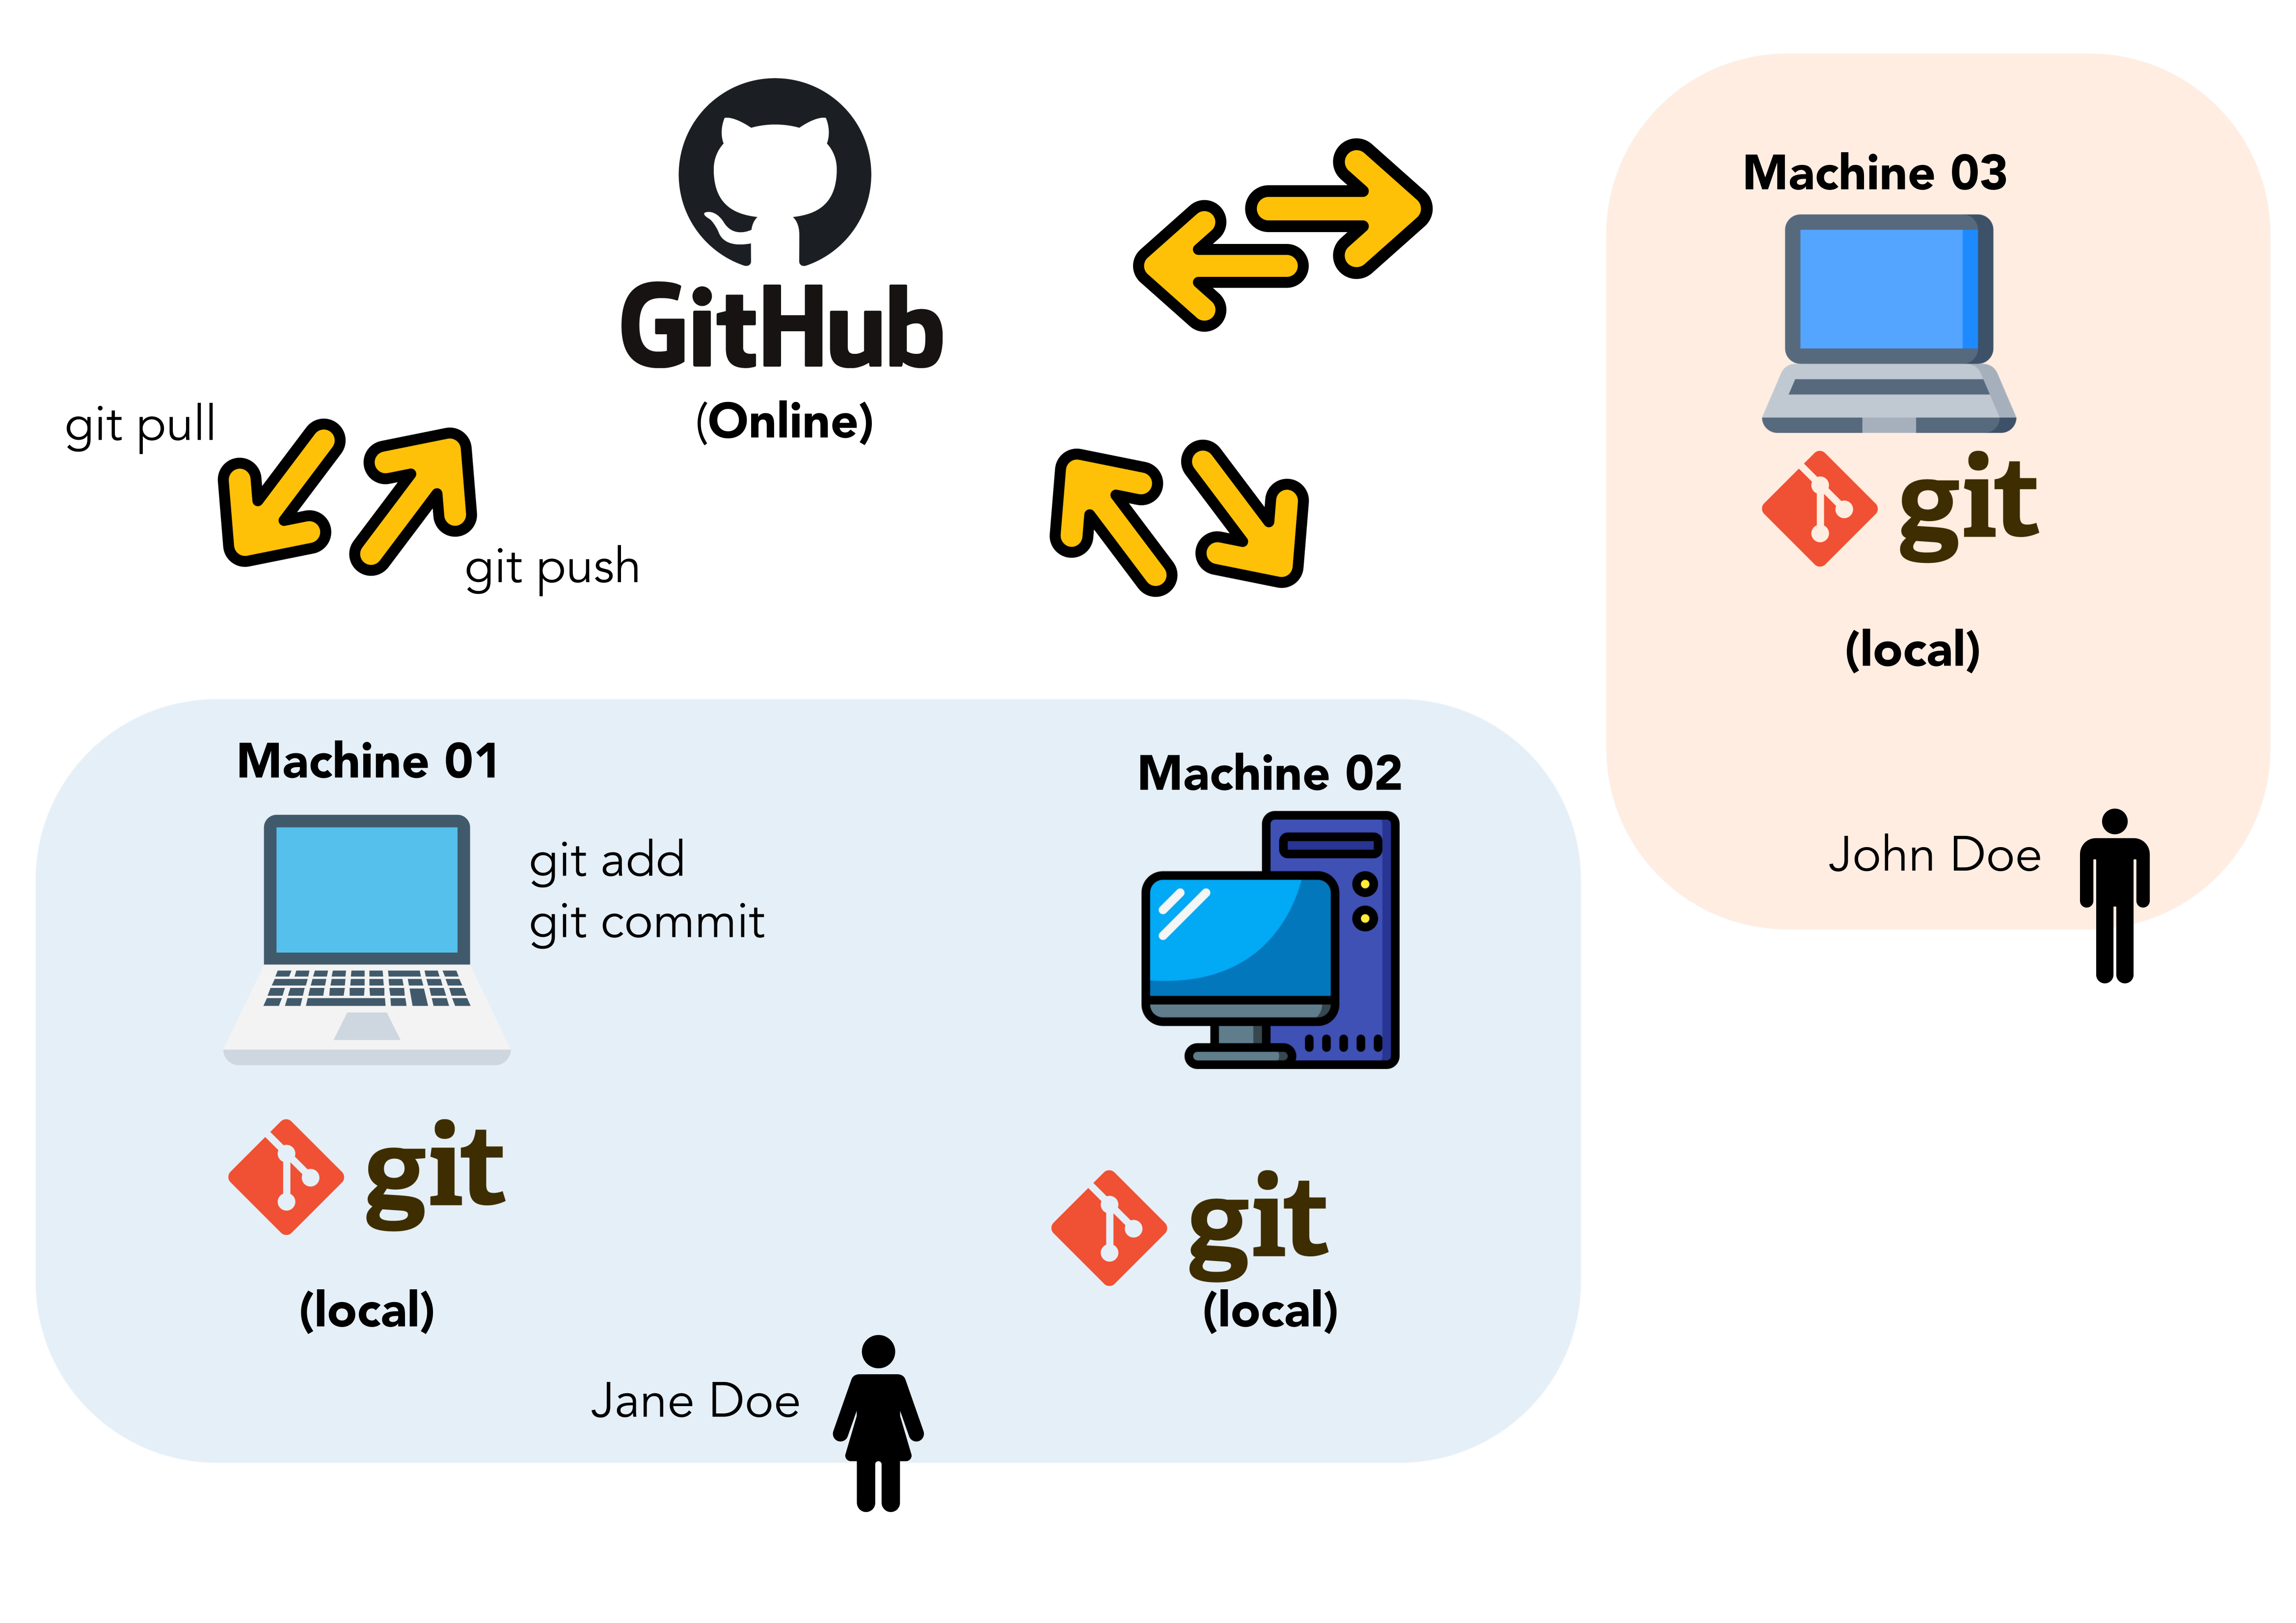 GitHub
(Online)
git pull
git push
Machine 03
git
(local)
John Doe
Machine 01
git add
git commit
git
(local)
Machine 02
git
(local)
Jane Doe